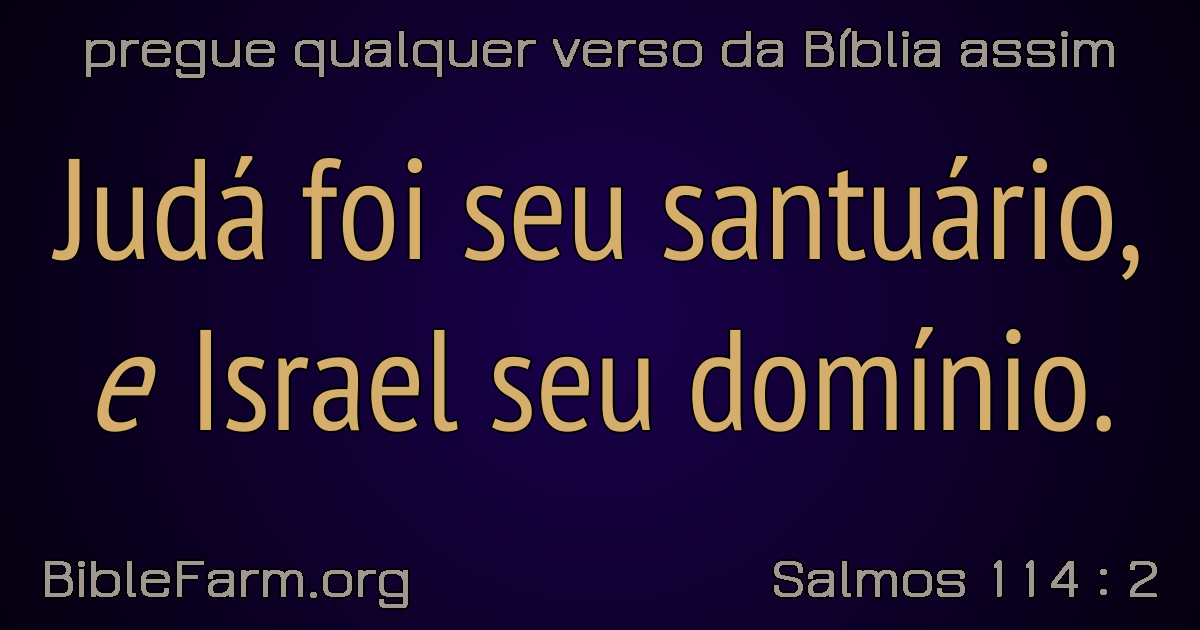 pregue qualquer verso da Bíblia assim
Judá foi seu santuário,
e Israel seu domínio.
BibleFarm.org
Salmos 114 : 2